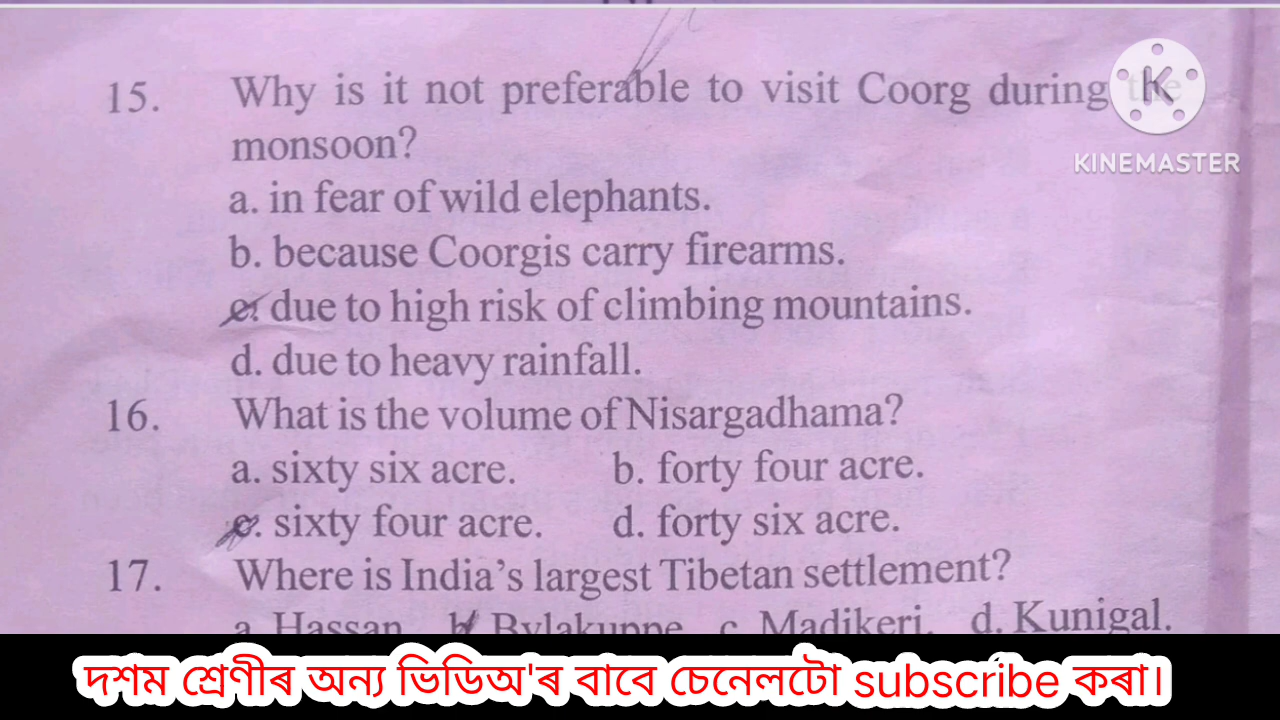 15. Why is it not preferable to visit Coorg during the
KINEMASTER
monsoon?
a. in fear of wild elephants.
b. because Coorgis carry firearms.
c. due to high risk of climbing mountains.
d. due to heavy rainfall.
16. What is the volume of Nisargadhama?
a. sixty six acre. b. forty four acre.
c. sixty four acre. d. forty six acre.
17. Where is India's largest Tibetan settlement?
a. Hassan b. Bylakuppe c. Madikeri. d. Kunigal.
দশম শ্ৰেণীৰ অন্য ভিডিঅ'ৰ বাবে চেনেলটো subscribe কৰা।